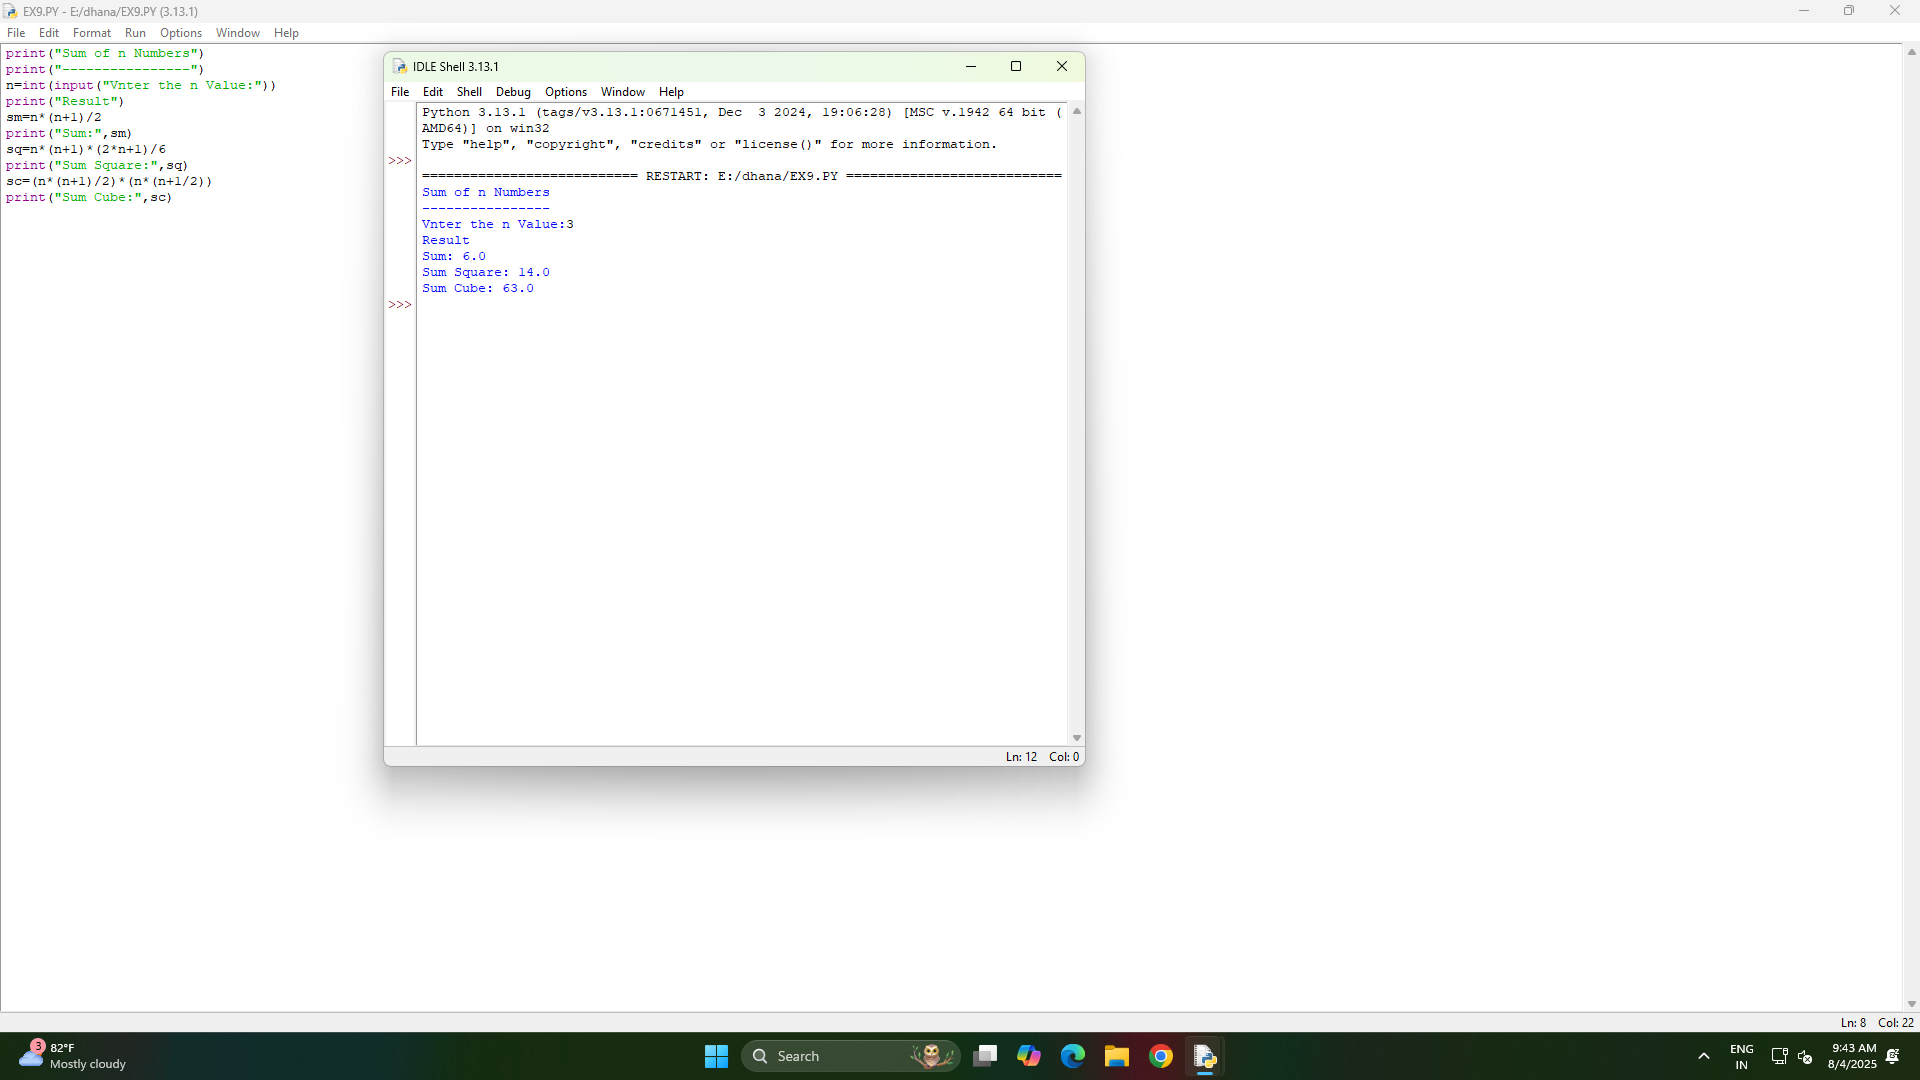 EX9.PY - E:/dhana/EX9.PY (3.13.1)
File Edit Format Run Options Window Help
print("Sum of n Numbers")
print("----------------")
n=int(input("Vnter the n Value:"))
print("Result")
sm=n*(n+1)/2
print("Sum:",sm)
sq=n*(n+1)*(2*n+1)/6
print("Sum Square:",sq)
sc=(n*(n+1)/2)*(n*(n+1/2))
print("Sum Cube:",sc)
IDLE Shell 3.13.1
File Edit Shell Debug Options Window Help
Python 3.13.1 (tags/v3.13.1:0671451, Dec  3 2024, 19:06:28) [MSC v.1942 64 bit (
AMD64)] on win32
Type "help", "copyright", "credits" or "license()" for more information.
>>>
=========================== RESTART: E:/dhana/EX9.PY ===========================
Sum of n Numbers
----------------
Vnter the n Value:3
Result
Sum: 6.0
Sum Square: 14.0
Sum Cube: 63.0
>>>
Ln: 12 Col: 0
Ln: 8 Col: 22
3
82°F
Mostly cloudy
Search
ENG
IN
9:43 AM
8/4/2025